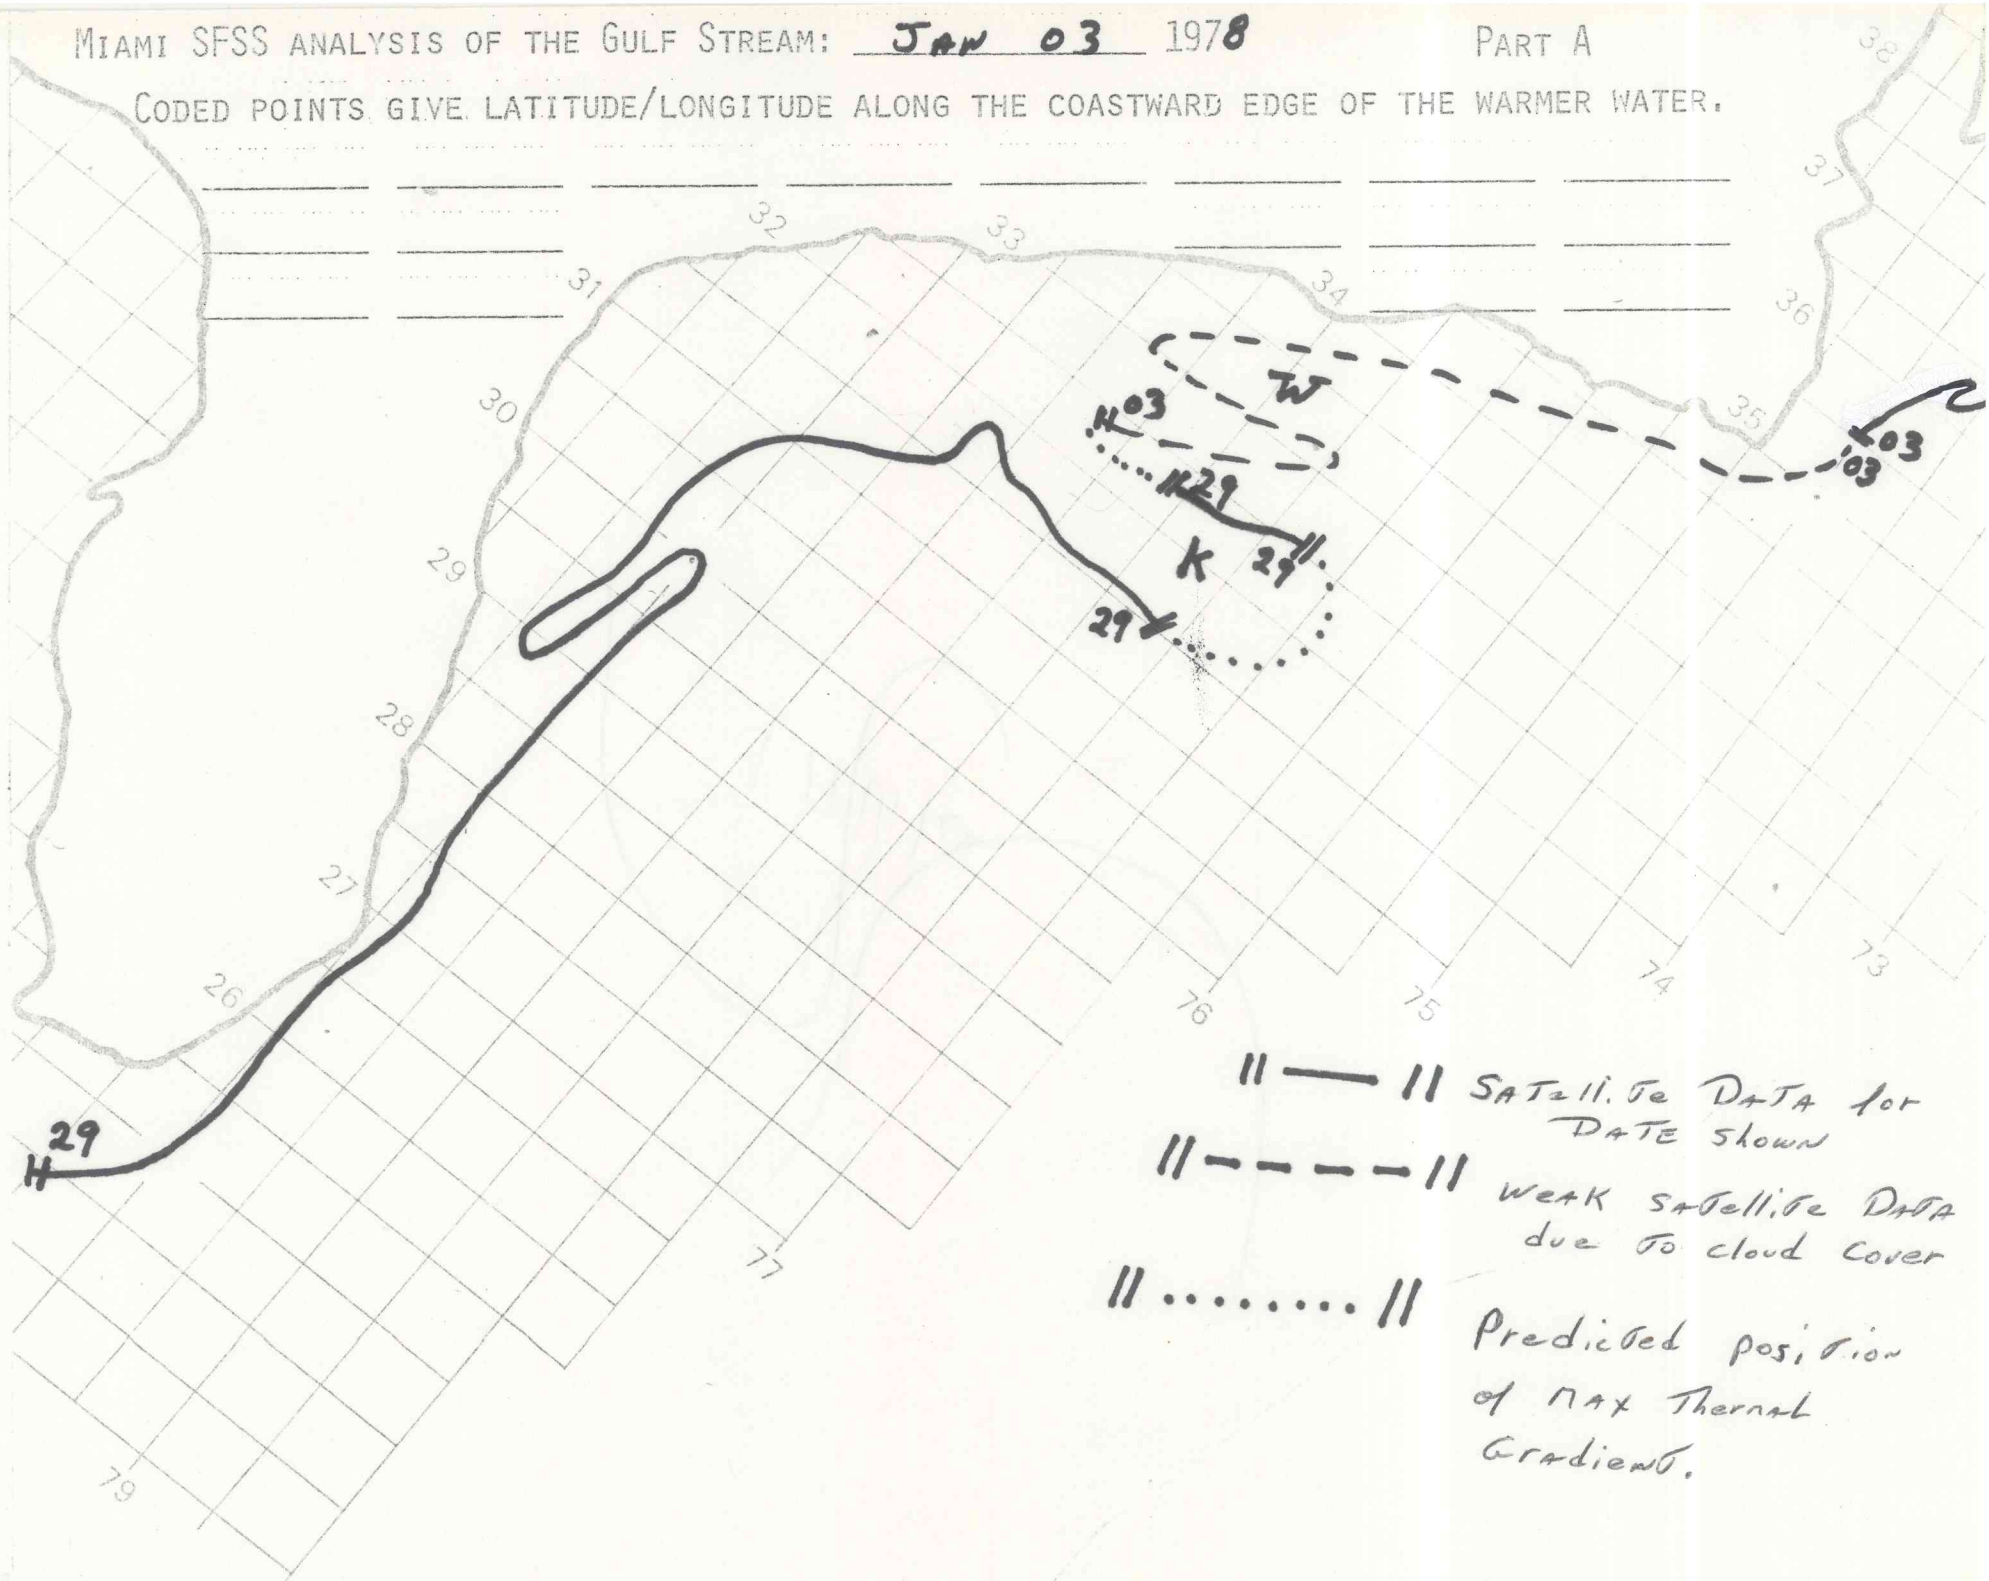 MIAMI SFSS ANALYSIS OF THE GULF STREAM: JAN 03 1978 PART A
CODED POINTS GIVE LATITUDE/LONGITUDE ALONG THE COASTWARD EDGE OF THE WARMER WATER.
38
37
32
33
31
34
36
W
30
03
35
03
03
29
29
K
29
29
28
27
26
76
75
74
73
SATellite DATA for
DATE shown
29
weak satellite DATA
due to cloud cover
77
Predicted position
of MAX Thermal
Gradient.
79